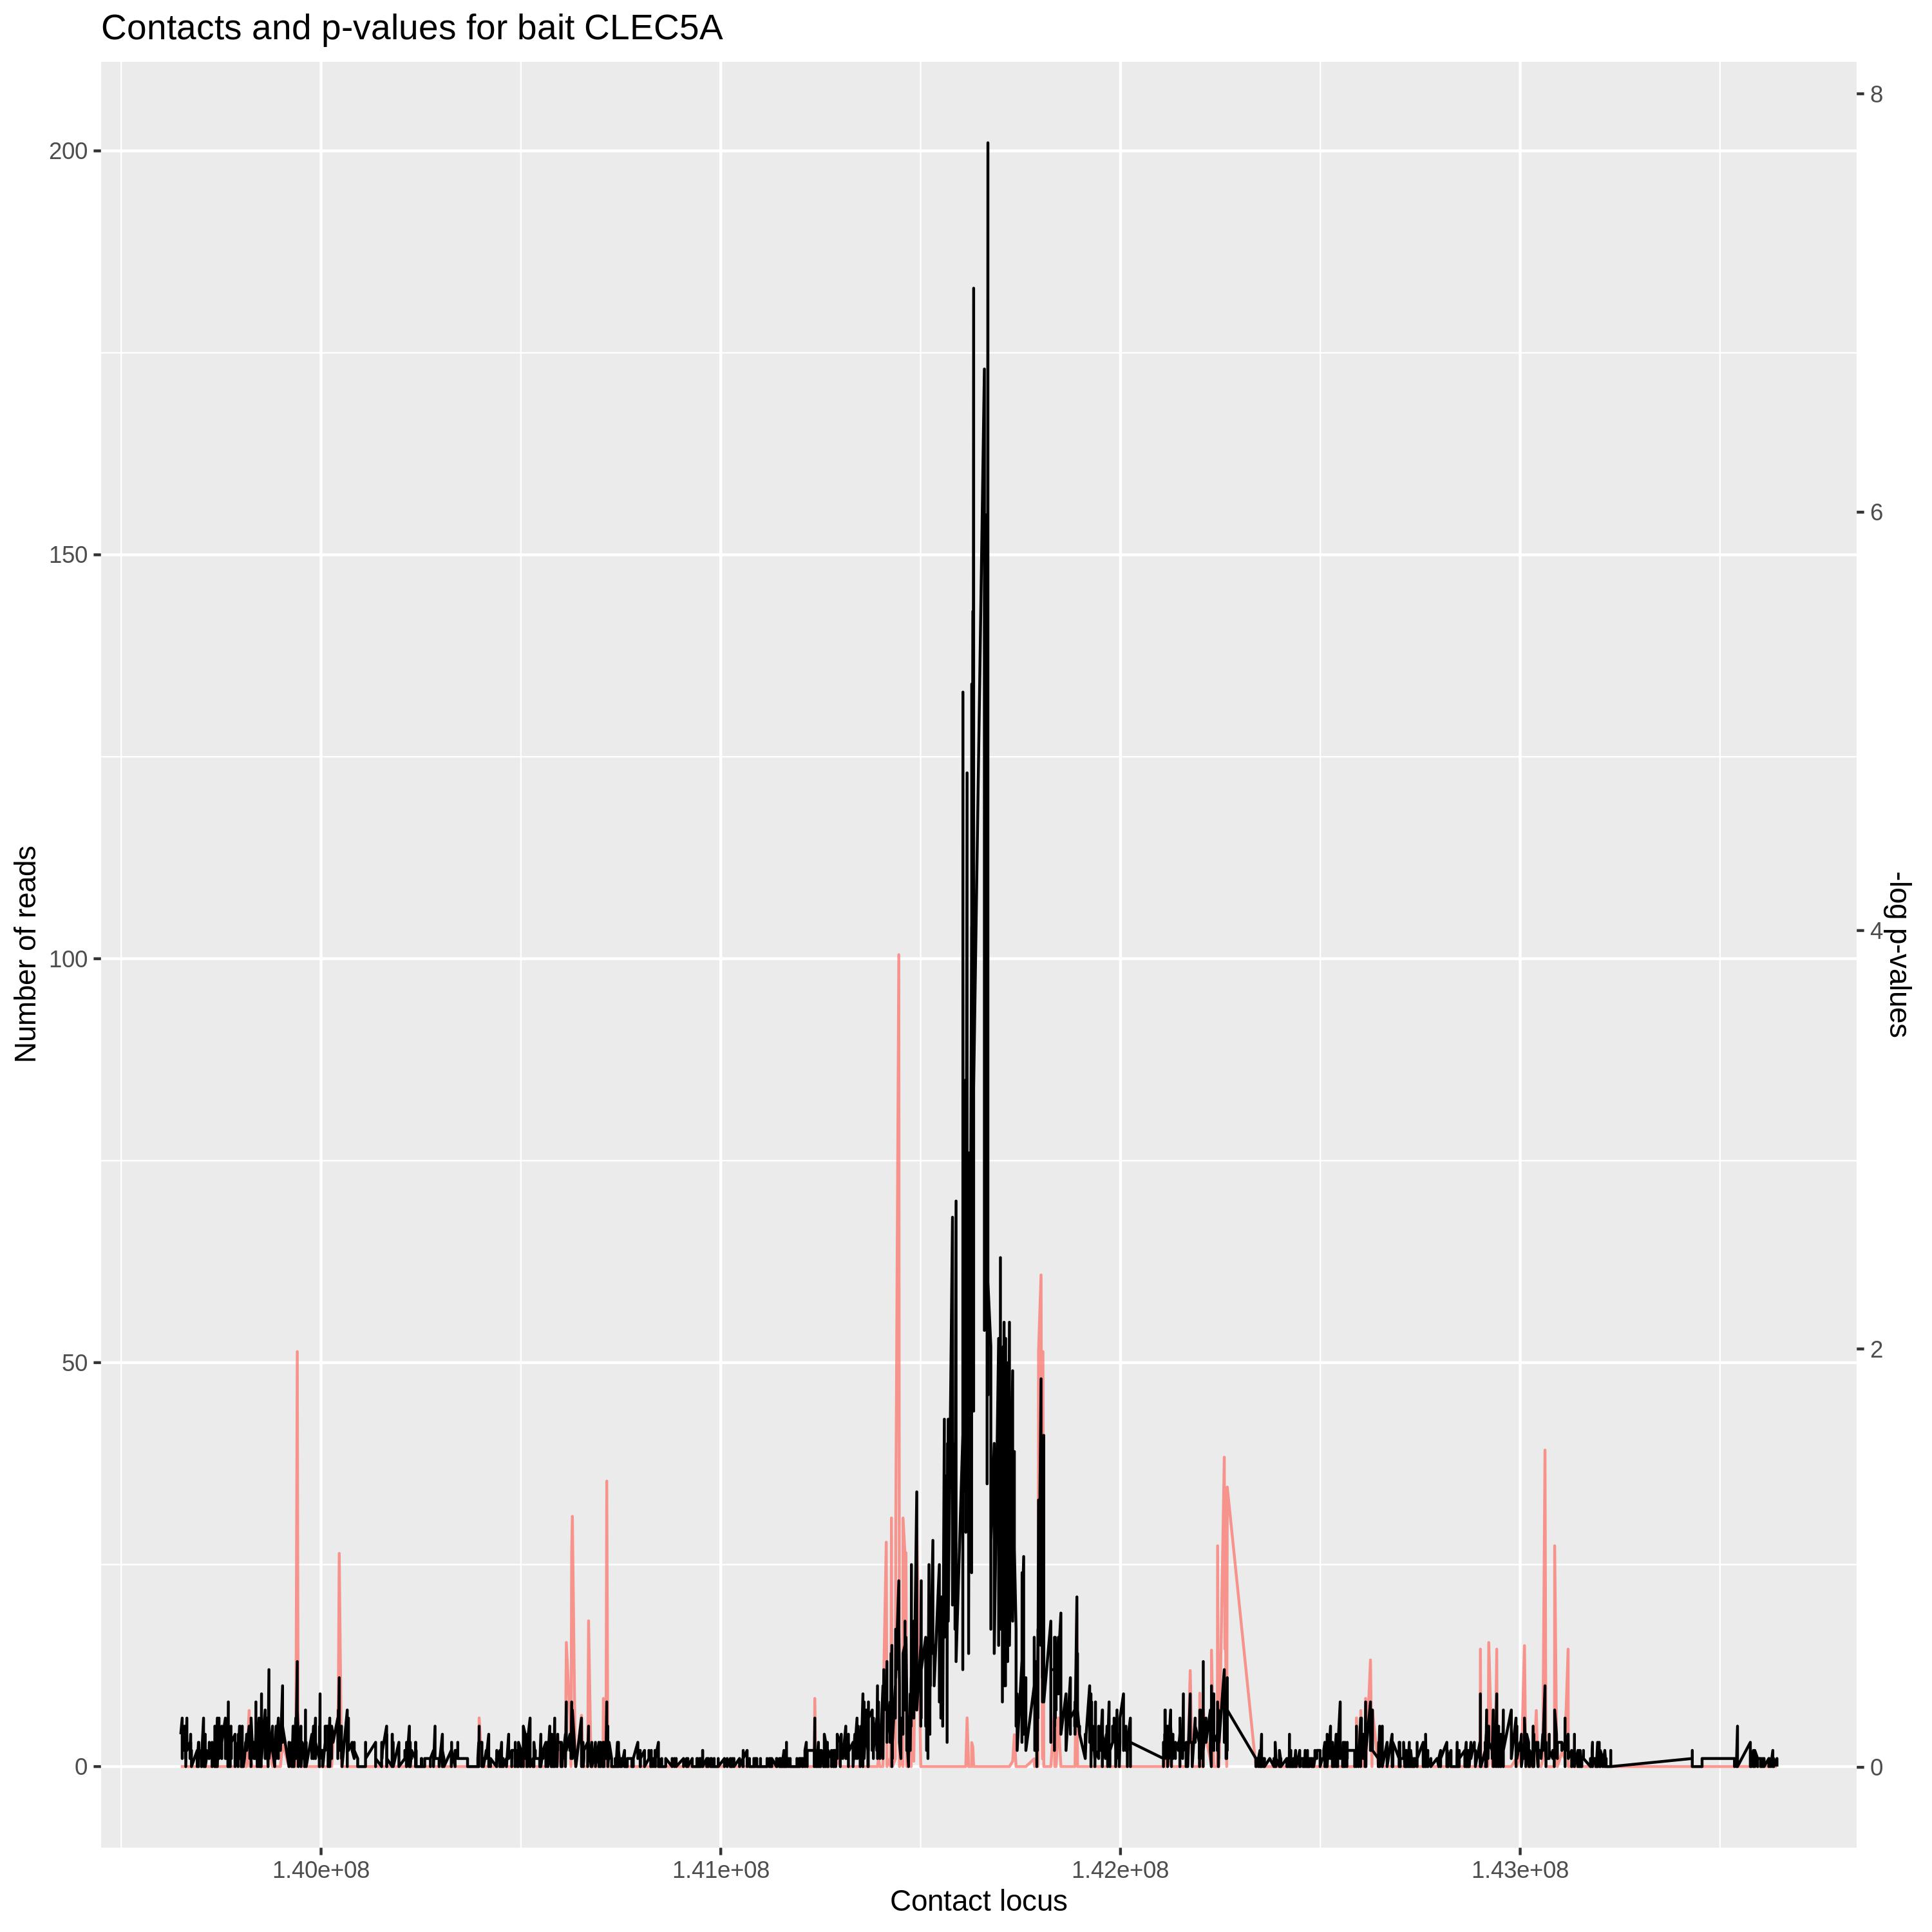 Contacts and p-values for bait CLEC5A
200
150
100
50
0
Number of reads
8
6
4
2
0
-log p-values
1.40e+08
1.41e+08
1.42e+08
1.43e+08
Contact locus